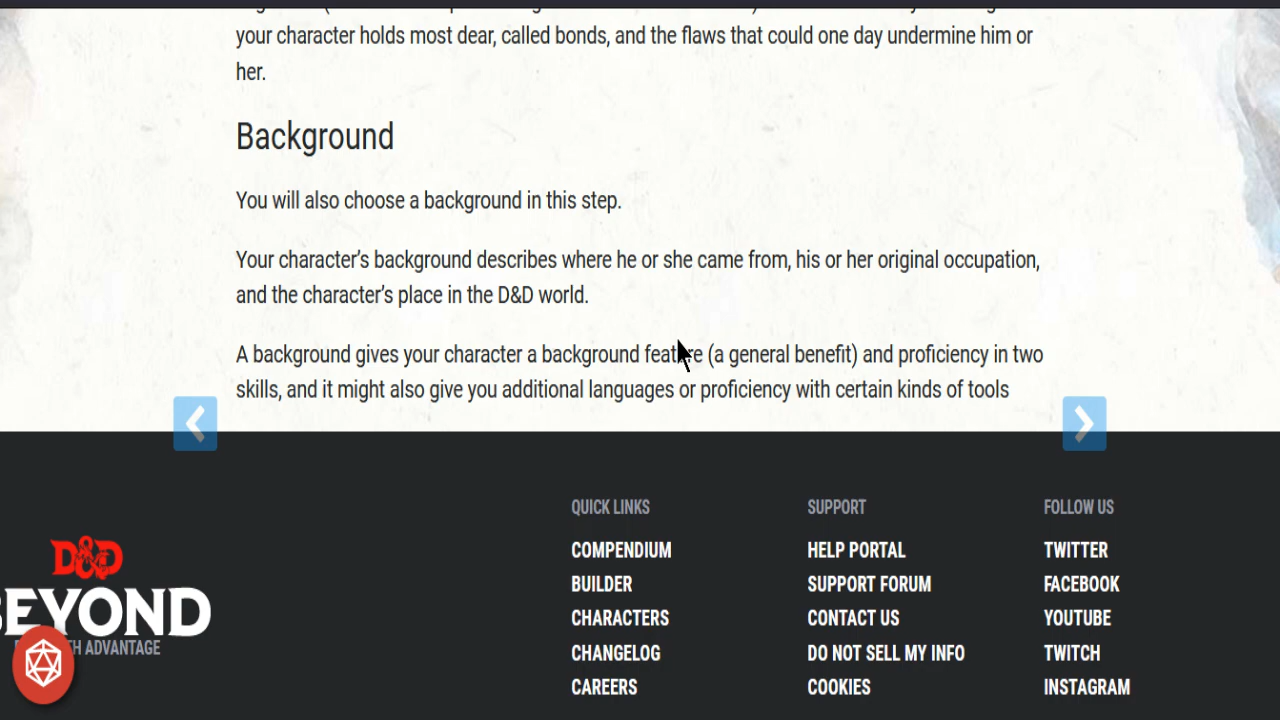 your character holds most dear, called bonds, and the flaws that could one day undermine him or
her.
Background
You will also choose a background in this step.
Your character's background describes where he or she came from, his or her original occupation,
and the character's place in the D&D world.
A background gives your character a background feature (a general benefit) and proficiency in two
skills, and it might also give you additional languages or proficiency with certain kinds of tools
D&D
BEYOND
TH ADVANTAGE
QUICK LINKS
COMPENDIUM
BUILDER
CHARACTERS
CHANGELOG
CAREERS
SUPPORT
HELP PORTAL
SUPPORT FORUM
CONTACT US
DO NOT SELL MY INFO
COOKIES
FOLLOW US
TWITTER
FACEBOOK
YOUTUBE
TWITCH
INSTAGRAM